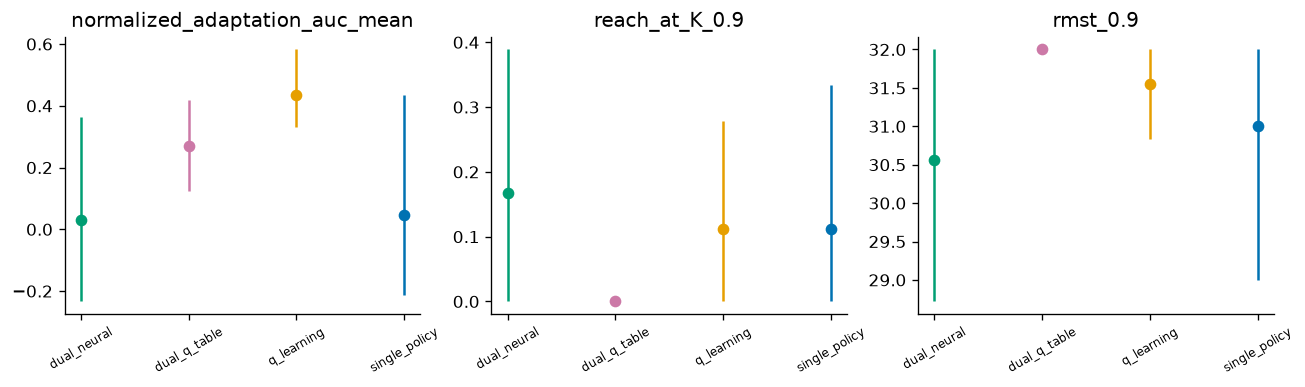 normalized_adaptation_auc_mean
0.6
0.4
0.2
0.0
−0.2
dual_neural
dual_q_table
q_learning
single_policy
reach_at_K_0.9
0.4
0.3
0.2
0.1
0.0
dual_neural
dual_q_table
q_learning
single_policy
rmst_0.9
32.0
31.5
31.0
30.5
30.0
29.5
29.0
dual_neural
dual_q_table
q_learning
single_policy